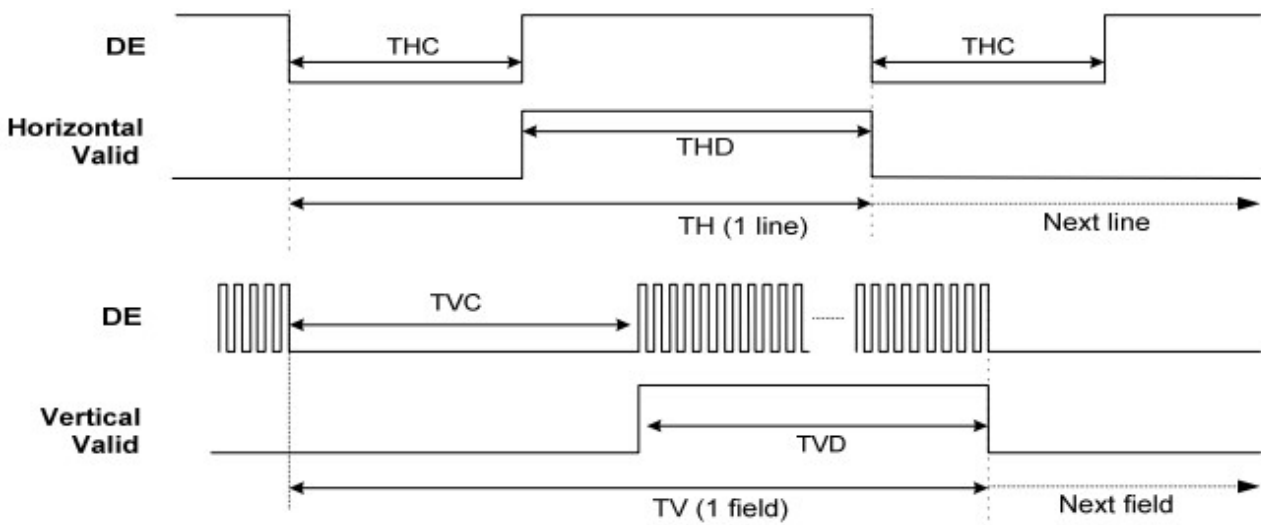 DE
THC
THC
Horizontal
Valid
THD
TH (1 line)
Next line
DE
TVC
Vertical
Valid
TVD
TV (1 field)
Next field